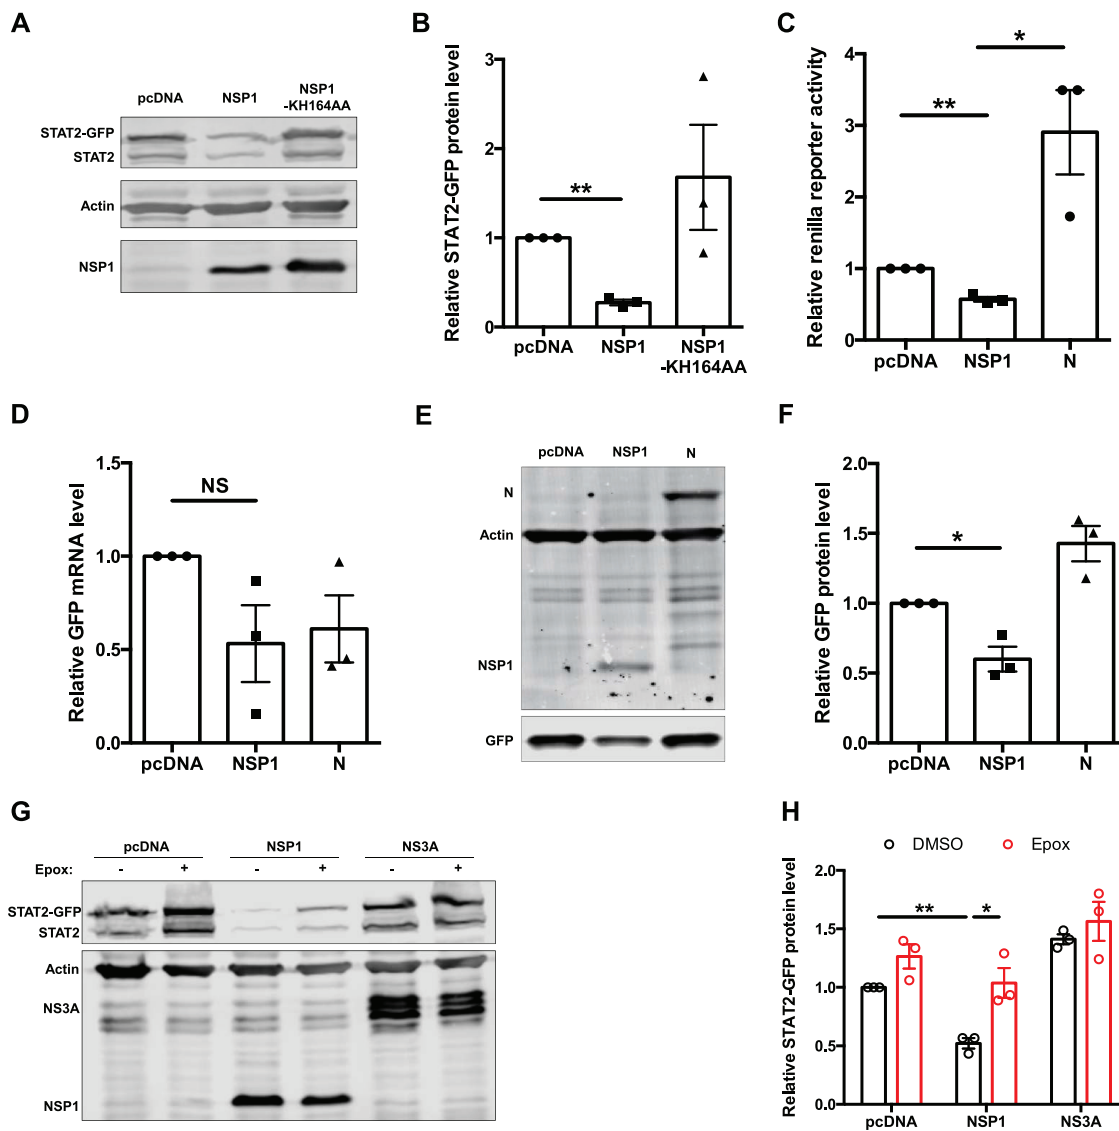 A
pcDNA NSP1 NSP1
-KH164AA
STAT2-GFP
STAT2
Actin
NSP1
B
Relative STAT2-GFP protein level
3
2
1
0
**
pcDNA NSP1 NSP1
-KH164AA
C
Relative renilla reporter activity
4
3
2
1
0
*
**
pcDNA NSP1 N
D
Relative GFP mRNA level
1.5
1.0
0.5
0.0
NS
pcDNA NSP1 N
E
pcDNA NSP1 N
N
Actin
NSP1
GFP
F
Relative GFP protein level
2.0
1.5
1.0
0.5
0.0
*
pcDNA NSP1 N
G
pcDNA NSP1 NS3A
Epox: - + - + - +
STAT2-GFP
STAT2
Actin
NS3A
NSP1
H
DMSO Epox
Relative STAT2-GFP protein level
2.0
1.5
1.0
0.5
0.0
** *
pcDNA NSP1 NS3A